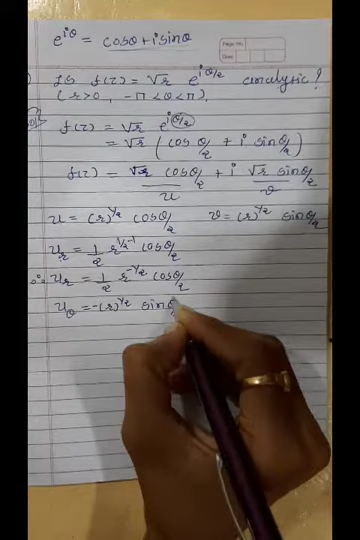 e^{iθ} = cosθ + i sinθ
Page No.:
Date:
) Is f(z) = √r e^{iθ/2} analytic?
(r>0, -π<θ<π).
f(z) = √r e^{iθ/2}
= √r (cos θ/2 + i sin θ/2)
f(z) = √r cos θ/2 + i √r sin θ/2
u v
u = (r)^{1/2} cos θ/2 v = (r)^{1/2} sin θ/2
u_r = 1/2 r^{1/2-1} cos θ/2
∴ u_r = 1/2 r^{-1/2} cos θ/2
u_θ = -(r)^{1/2} sin θ/